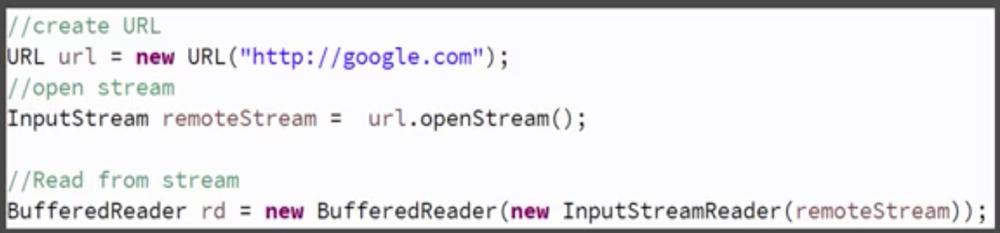 //create URL
URL url = new URL("http://google.com");
//open stream
InputStream remoteStream =  url.openStream();
//Read from stream
BufferedReader rd = new BufferedReader(new InputStreamReader(remoteStream));